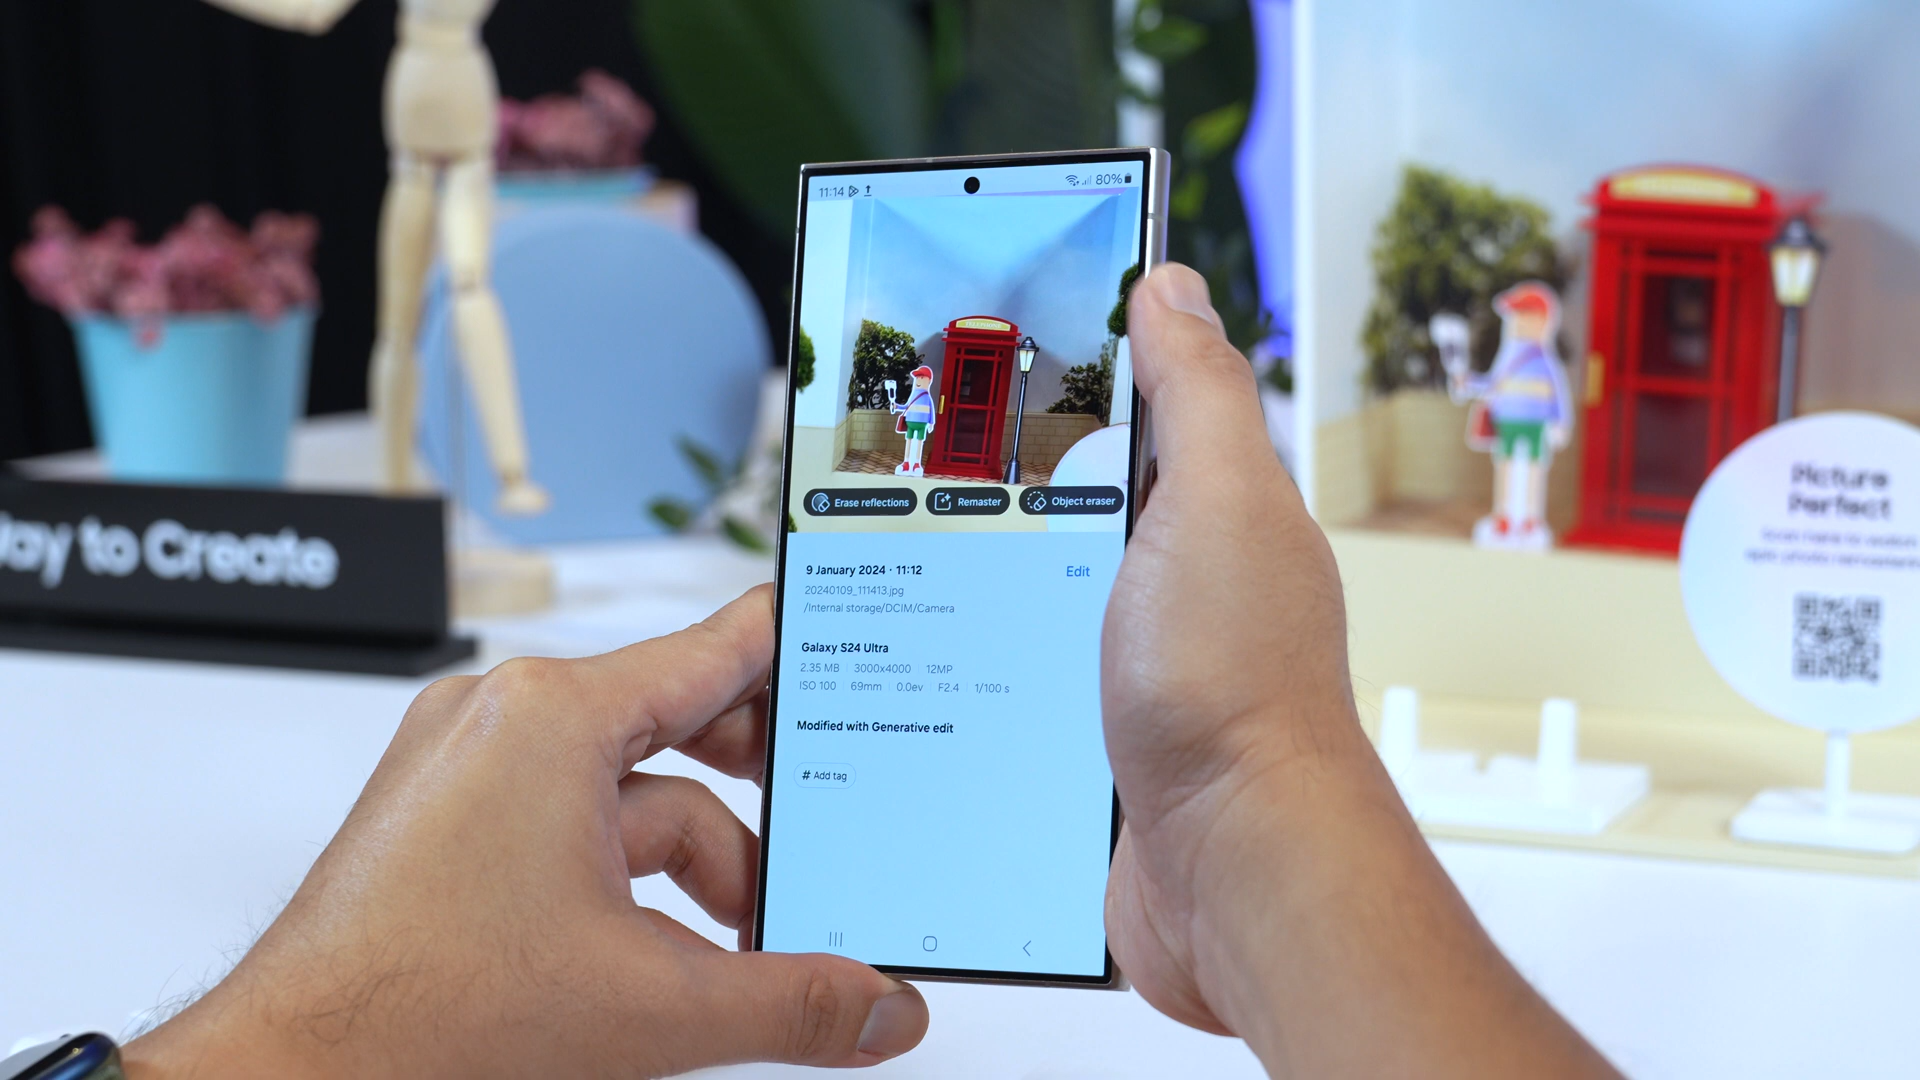 11:14
80%
TELEPHONE
Erase reflections
Remaster
Object eraser
9 January 2024 · 11:12
Edit
20240109_111413.jpg
/Internal storage/DCIM/Camera
Galaxy S24 Ultra
2.35 MB 3000x4000 12MP
ISO 100 69mm 0.0ev F2.4 1/100 s
Modified with Generative edit
# Add tag
to Create
Picture
Perfect